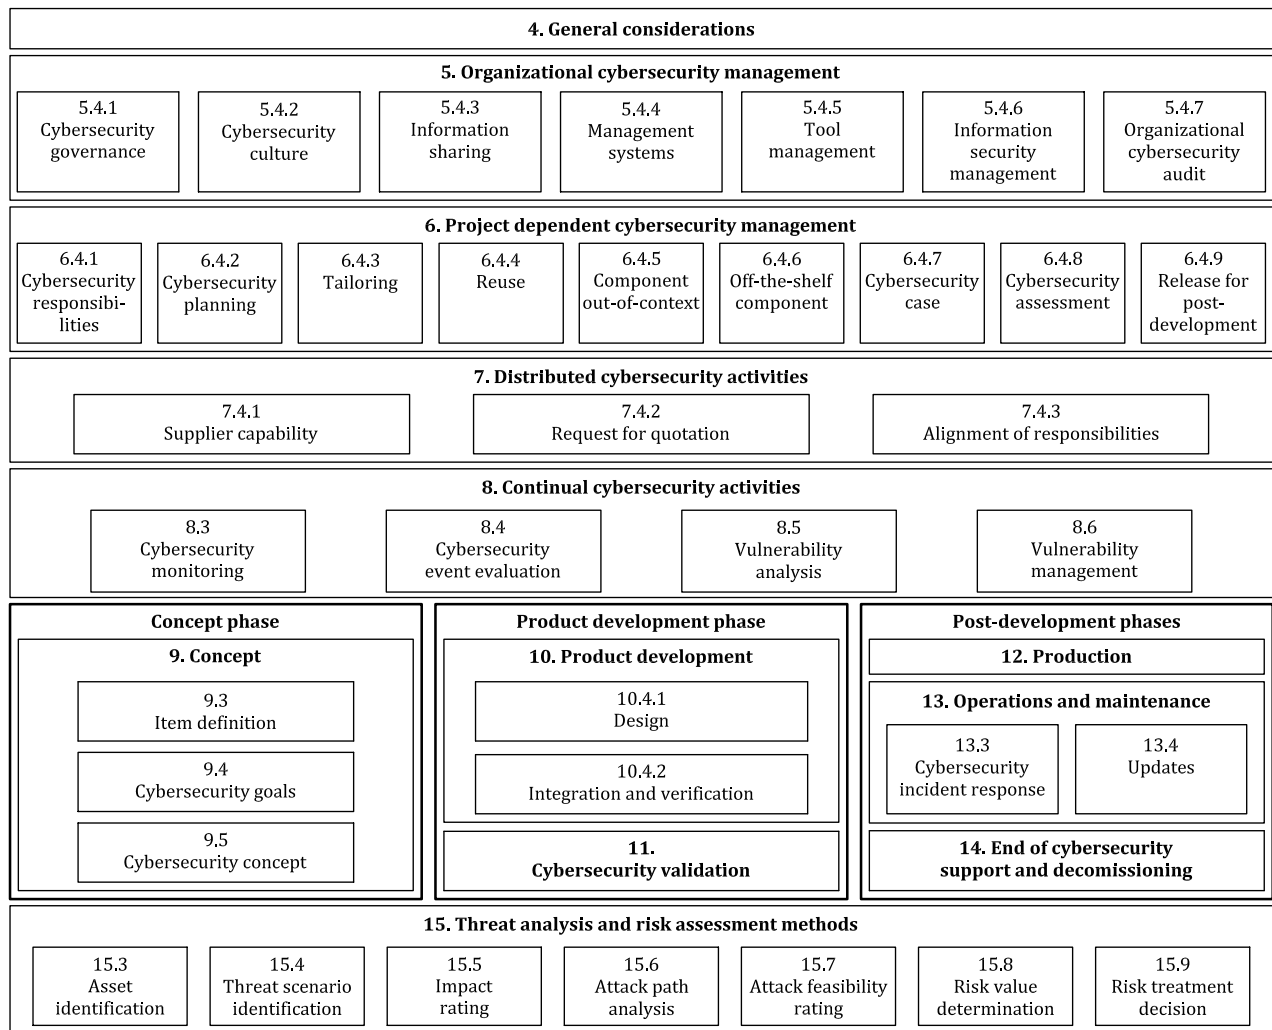 4. General considerations
5. Organizational cybersecurity management
5.4.1
Cybersecurity
governance
5.4.2
Cybersecurity
culture
5.4.3
Information
sharing
5.4.4
Management
systems
5.4.5
Tool
management
5.4.6
Information
security
management
5.4.7
Organizational
cybersecurity
audit
6. Project dependent cybersecurity management
6.4.1
Cybersecurity
responsibi-
lities
6.4.2
Cybersecurity
planning
6.4.3
Tailoring
6.4.4
Reuse
6.4.5
Component
out-of-context
6.4.6
Off-the-shelf
component
6.4.7
Cybersecurity
case
6.4.8
Cybersecurity
assessment
6.4.9
Release for
post-
development
7. Distributed cybersecurity activities
7.4.1
Supplier capability
7.4.2
Request for quotation
7.4.3
Alignment of responsibilities
8. Continual cybersecurity activities
8.3
Cybersecurity
monitoring
8.4
Cybersecurity
event evaluation
8.5
Vulnerability
analysis
8.6
Vulnerability
management
Concept phase
9. Concept
9.3
Item definition
9.4
Cybersecurity goals
9.5
Cybersecurity concept
Product development phase
10. Product development
10.4.1
Design
10.4.2
Integration and verification
11.
Cybersecurity validation
Post-development phases
12. Production
13. Operations and maintenance
13.3
Cybersecurity
incident response
13.4
Updates
14. End of cybersecurity
support and decomissioning
15. Threat analysis and risk assessment methods
15.3
Asset
identification
15.4
Threat scenario
identification
15.5
Impact
rating
15.6
Attack path
analysis
15.7
Attack feasibility
rating
15.8
Risk value
determination
15.9
Risk treatment
decision